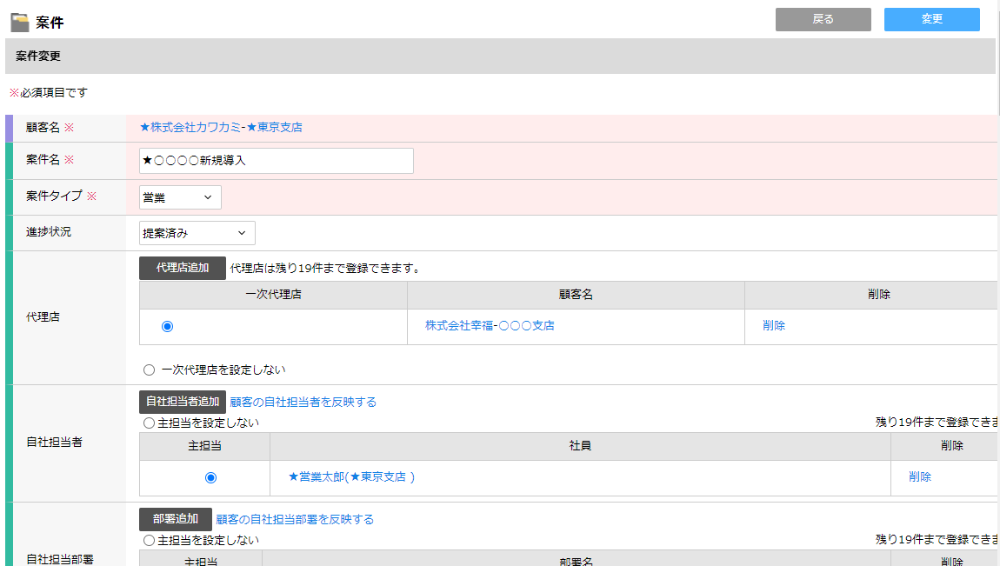 案件
戻る
変更
案件変更
※必須項目です
顧客名 ※
★株式会社カワカミ-★東京支店
案件名 ※
★○○○○新規導入
案件タイプ ※
営業
進捗状況
提案済み
代理店
代理店追加 代理店は残り19件まで登録できます。
一次代理店 顧客名 削除
株式会社幸福-○○○支店 削除
一次代理店を設定しない
自社担当者
自社担当者追加 顧客の自社担当者を反映する
主担当を設定しない 残り19件まで登録できま
主担当 社員 削除
★営業太郎(★東京支店 ) 削除
自社担当部署
部署追加 顧客の自社担当部署を反映する
主担当を設定しない 残り19件まで登録できま
主担当 部署名 削除